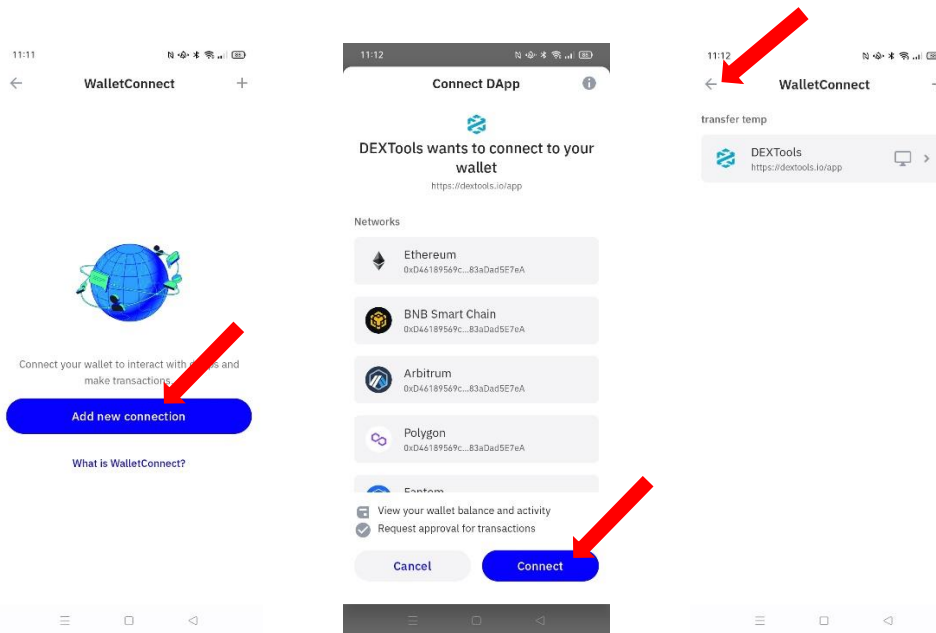 11:11
WalletConnect
Connect your wallet to interact with and
make transactions.
Add new connection
What is WalletConnect?
11:12
Connect DApp
DEXTools wants to connect to your
wallet
https://dextools.io/app
Networks
Ethereum
0xD46189569c...83aDad5E7eA
BNB Smart Chain
0xD46189569c...83aDad5E7eA
Arbitrum
0xD46189569c...83aDad5E7eA
Polygon
0xD46189569c...83aDad5E7eA
Fantom
View your wallet balance and activity
Request approval for transactions
Cancel
Connect
11:12
WalletConnect
transfer temp
DEXTools
https://dextools.io/app